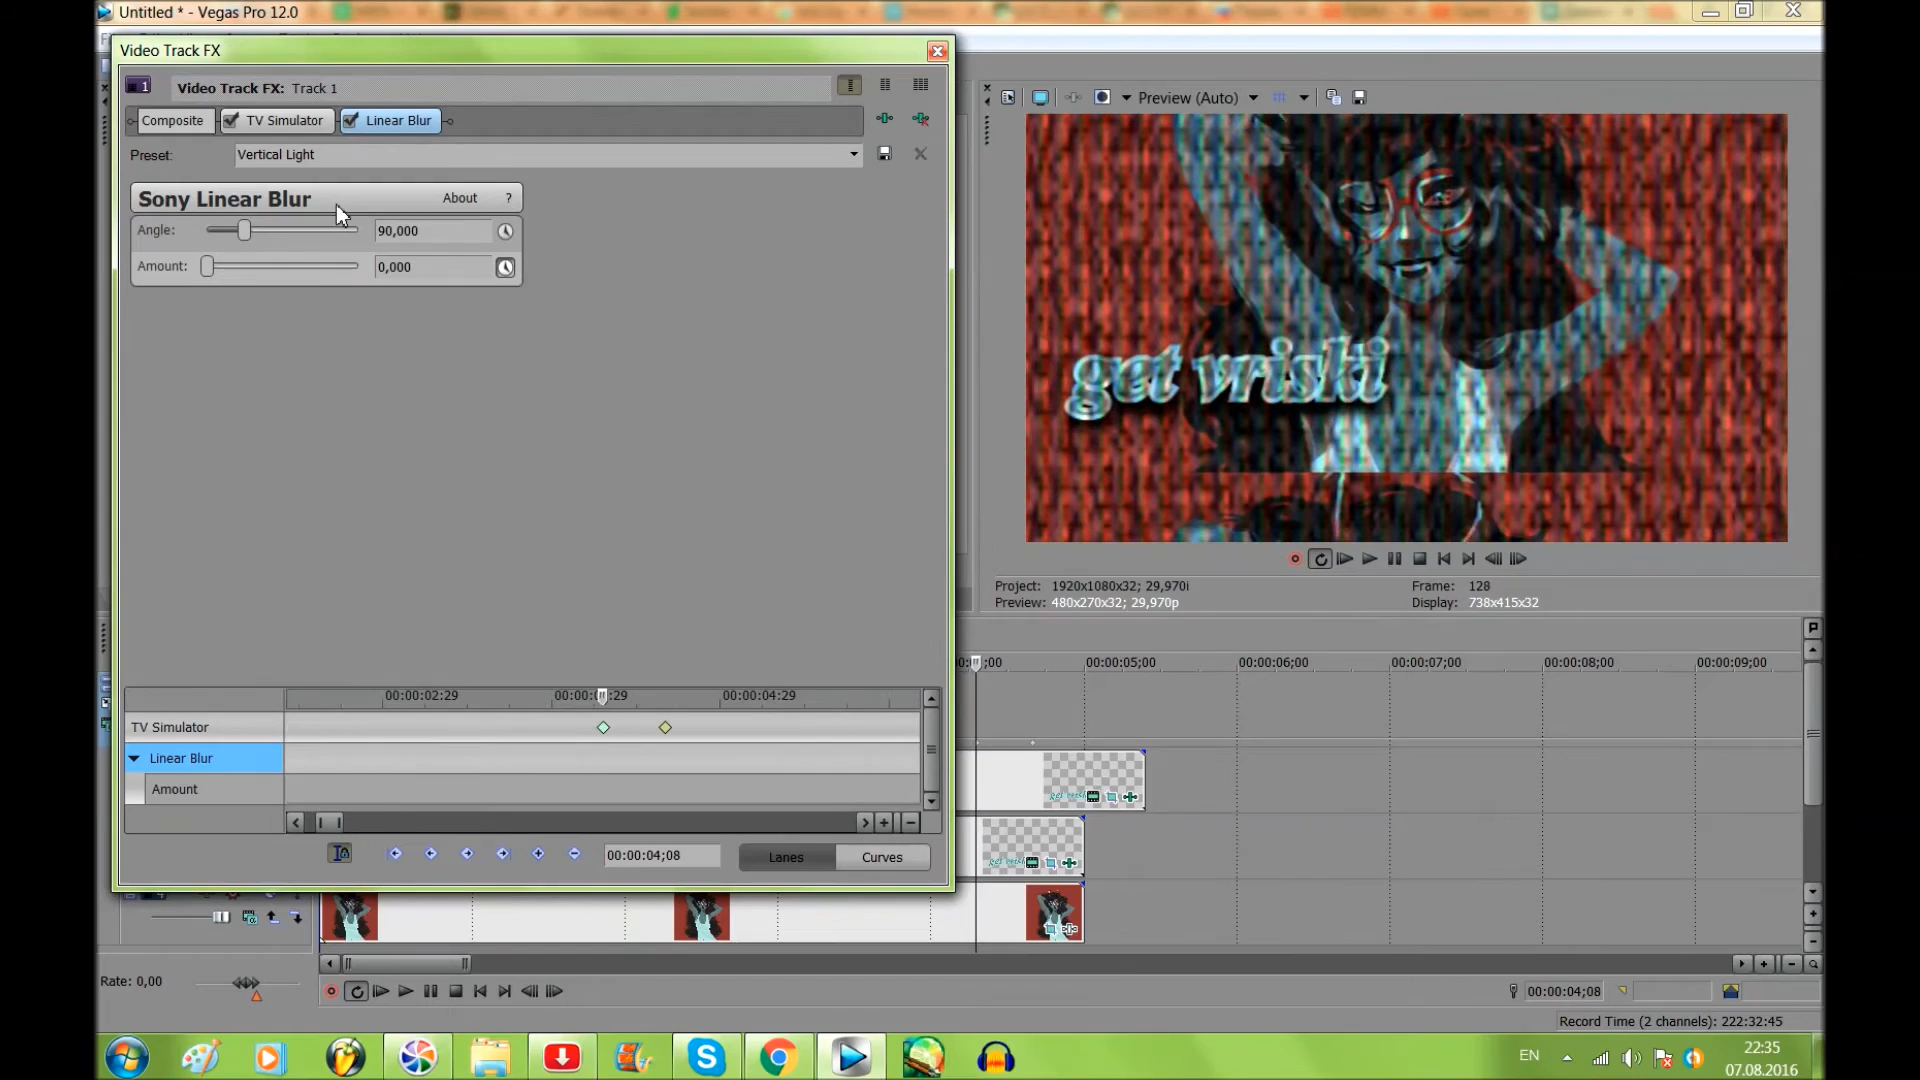 Untitled * - Vegas Pro 12.0
Video Track FX
1
Video Track FX: Track 1
Composite
TV Simulator
Linear Blur
Preset:
Vertical Light
Sony Linear Blur
About
?
Angle:
90,000
Amount:
0,000
Preview (Auto)
get vriski
Project: 1920x1080x32; 29,970i
Frame: 128
Preview: 480x270x32; 29,970p
Display: 738x415x32
00:00:02:29
00:00:04:29
TV Simulator
Linear Blur
Amount
00:00:04;08
Lanes
Curves
00:00:05;00
00:00:06;00
00:00:07;00
00:00:08;00
00:00:09;00
Rate: 0,00
00:00:04;08
Record Time (2 channels): 222:32:45
EN
22:35
07.08.2016